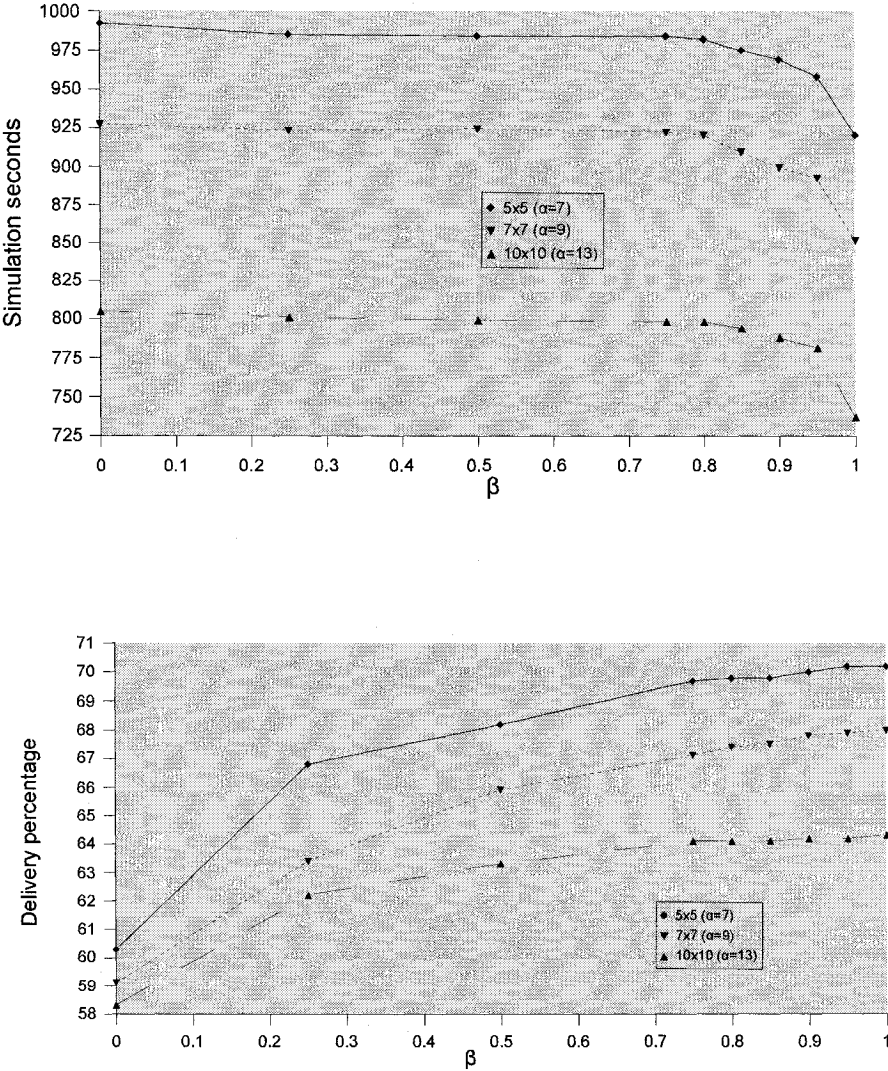 1000
975
950
925
900
875
850
825
800
775
750
725
Simulation seconds
5x5 (α=7)
7x7 (α=9)
10x10 (α=13)
0 0.1 0.2 0.3 0.4 0.5 0.6 0.7 0.8 0.9 1
β
71
70
69
68
67
66
64
63
62
61
60
59
58
Delivery percentage
5x5 (α=7)
7x7 (α=9)
10x10 (α=13)
0 0.1 0.2 0.3 0.4 0.5 0.6 0.7 0.8 0.9 1
β